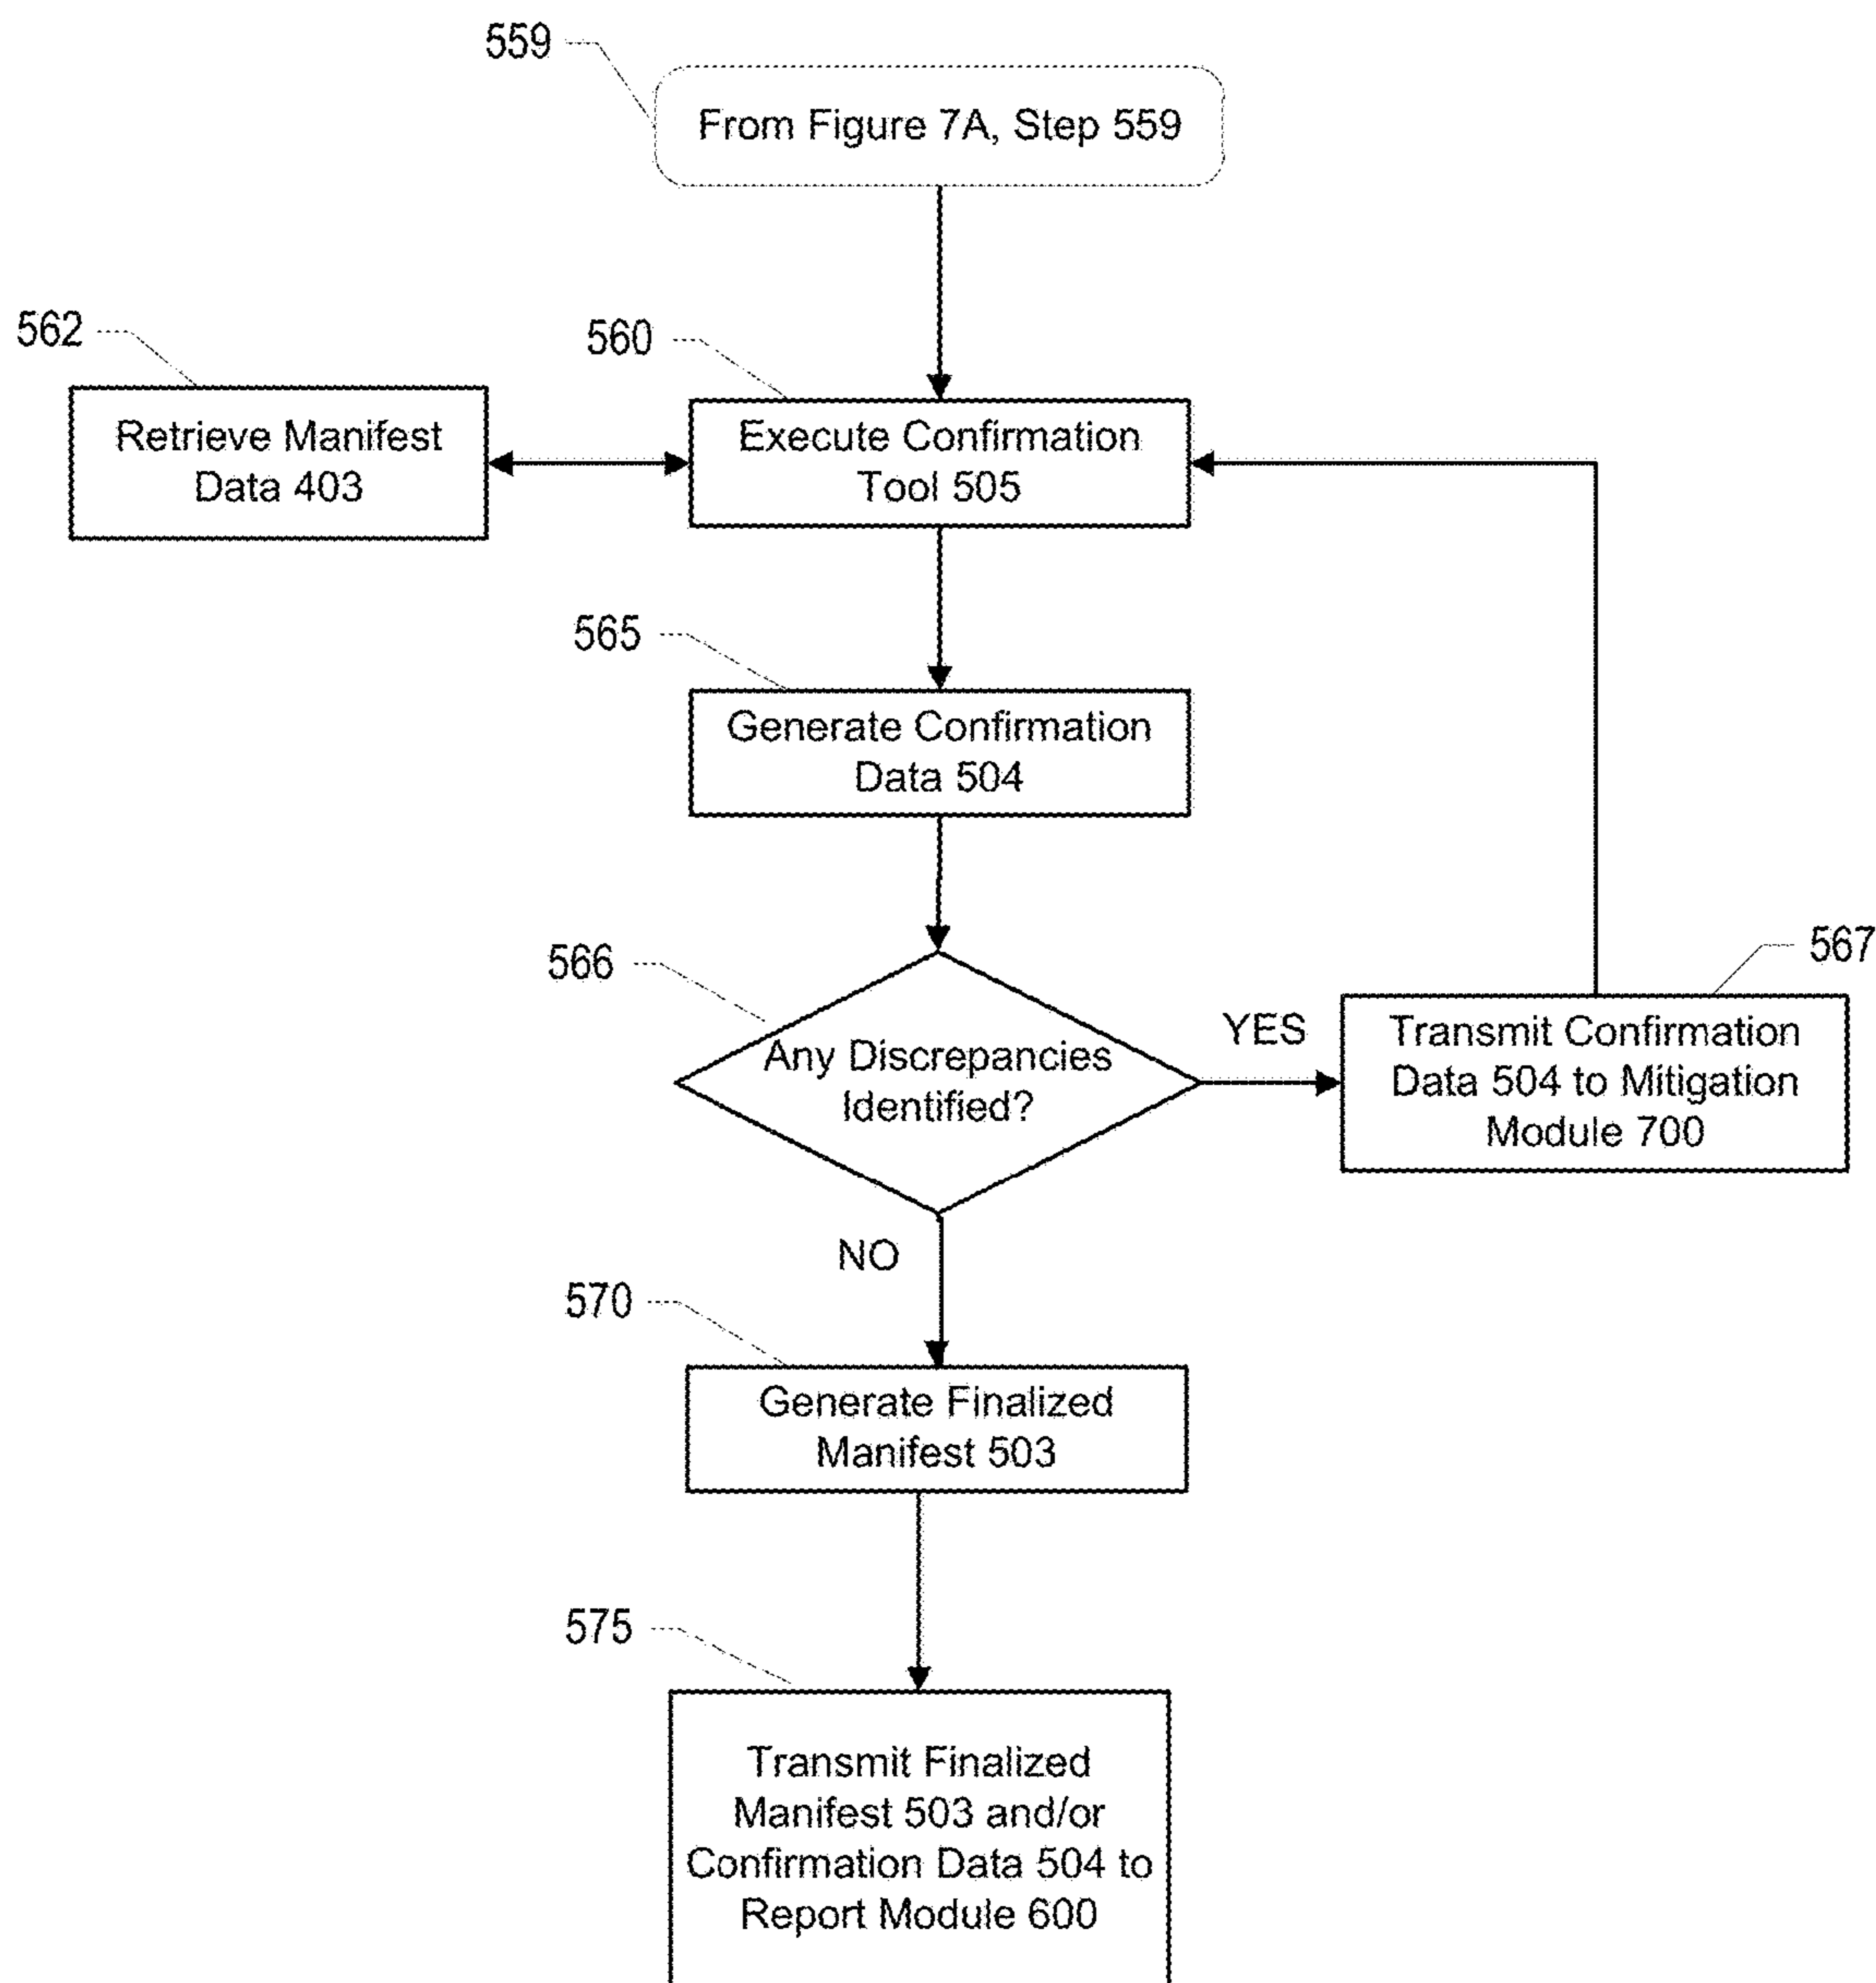 559
From Figure 7A, Step 559
562
560
Retrieve Manifest
Data 403
Execute Confirmation
Tool 505
565
Generate Confirmation
Data 504
566
Any Discrepancies
Identified?
YES
567
Transmit Confirmation
Data 504 to Mitigation
Module 700
NO
570
Generate Finalized
Manifest 503
575
Transmit Finalized
Manifest 503 and/or
Confirmation Data 504 to
Report Module 600